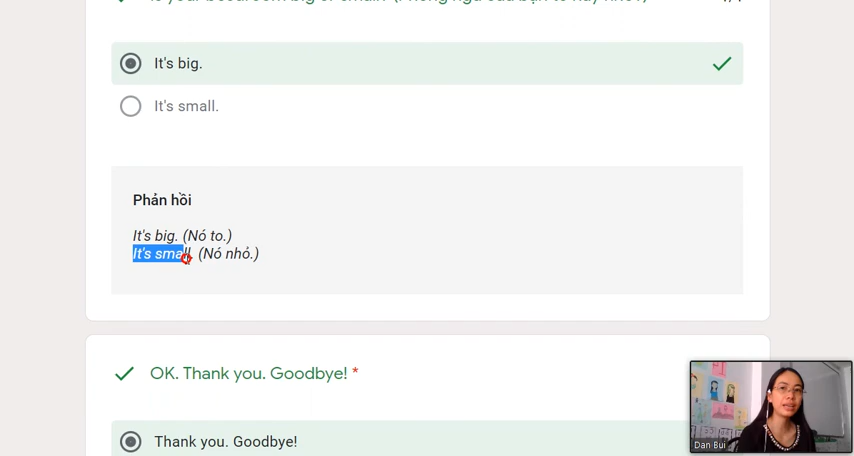 It's big.
It's small.
Phản hồi
It's big. (Nó to.)
It's small. (Nó nhỏ.)
OK. Thank you. Goodbye! *
Thank you. Goodbye!
Dan Bui